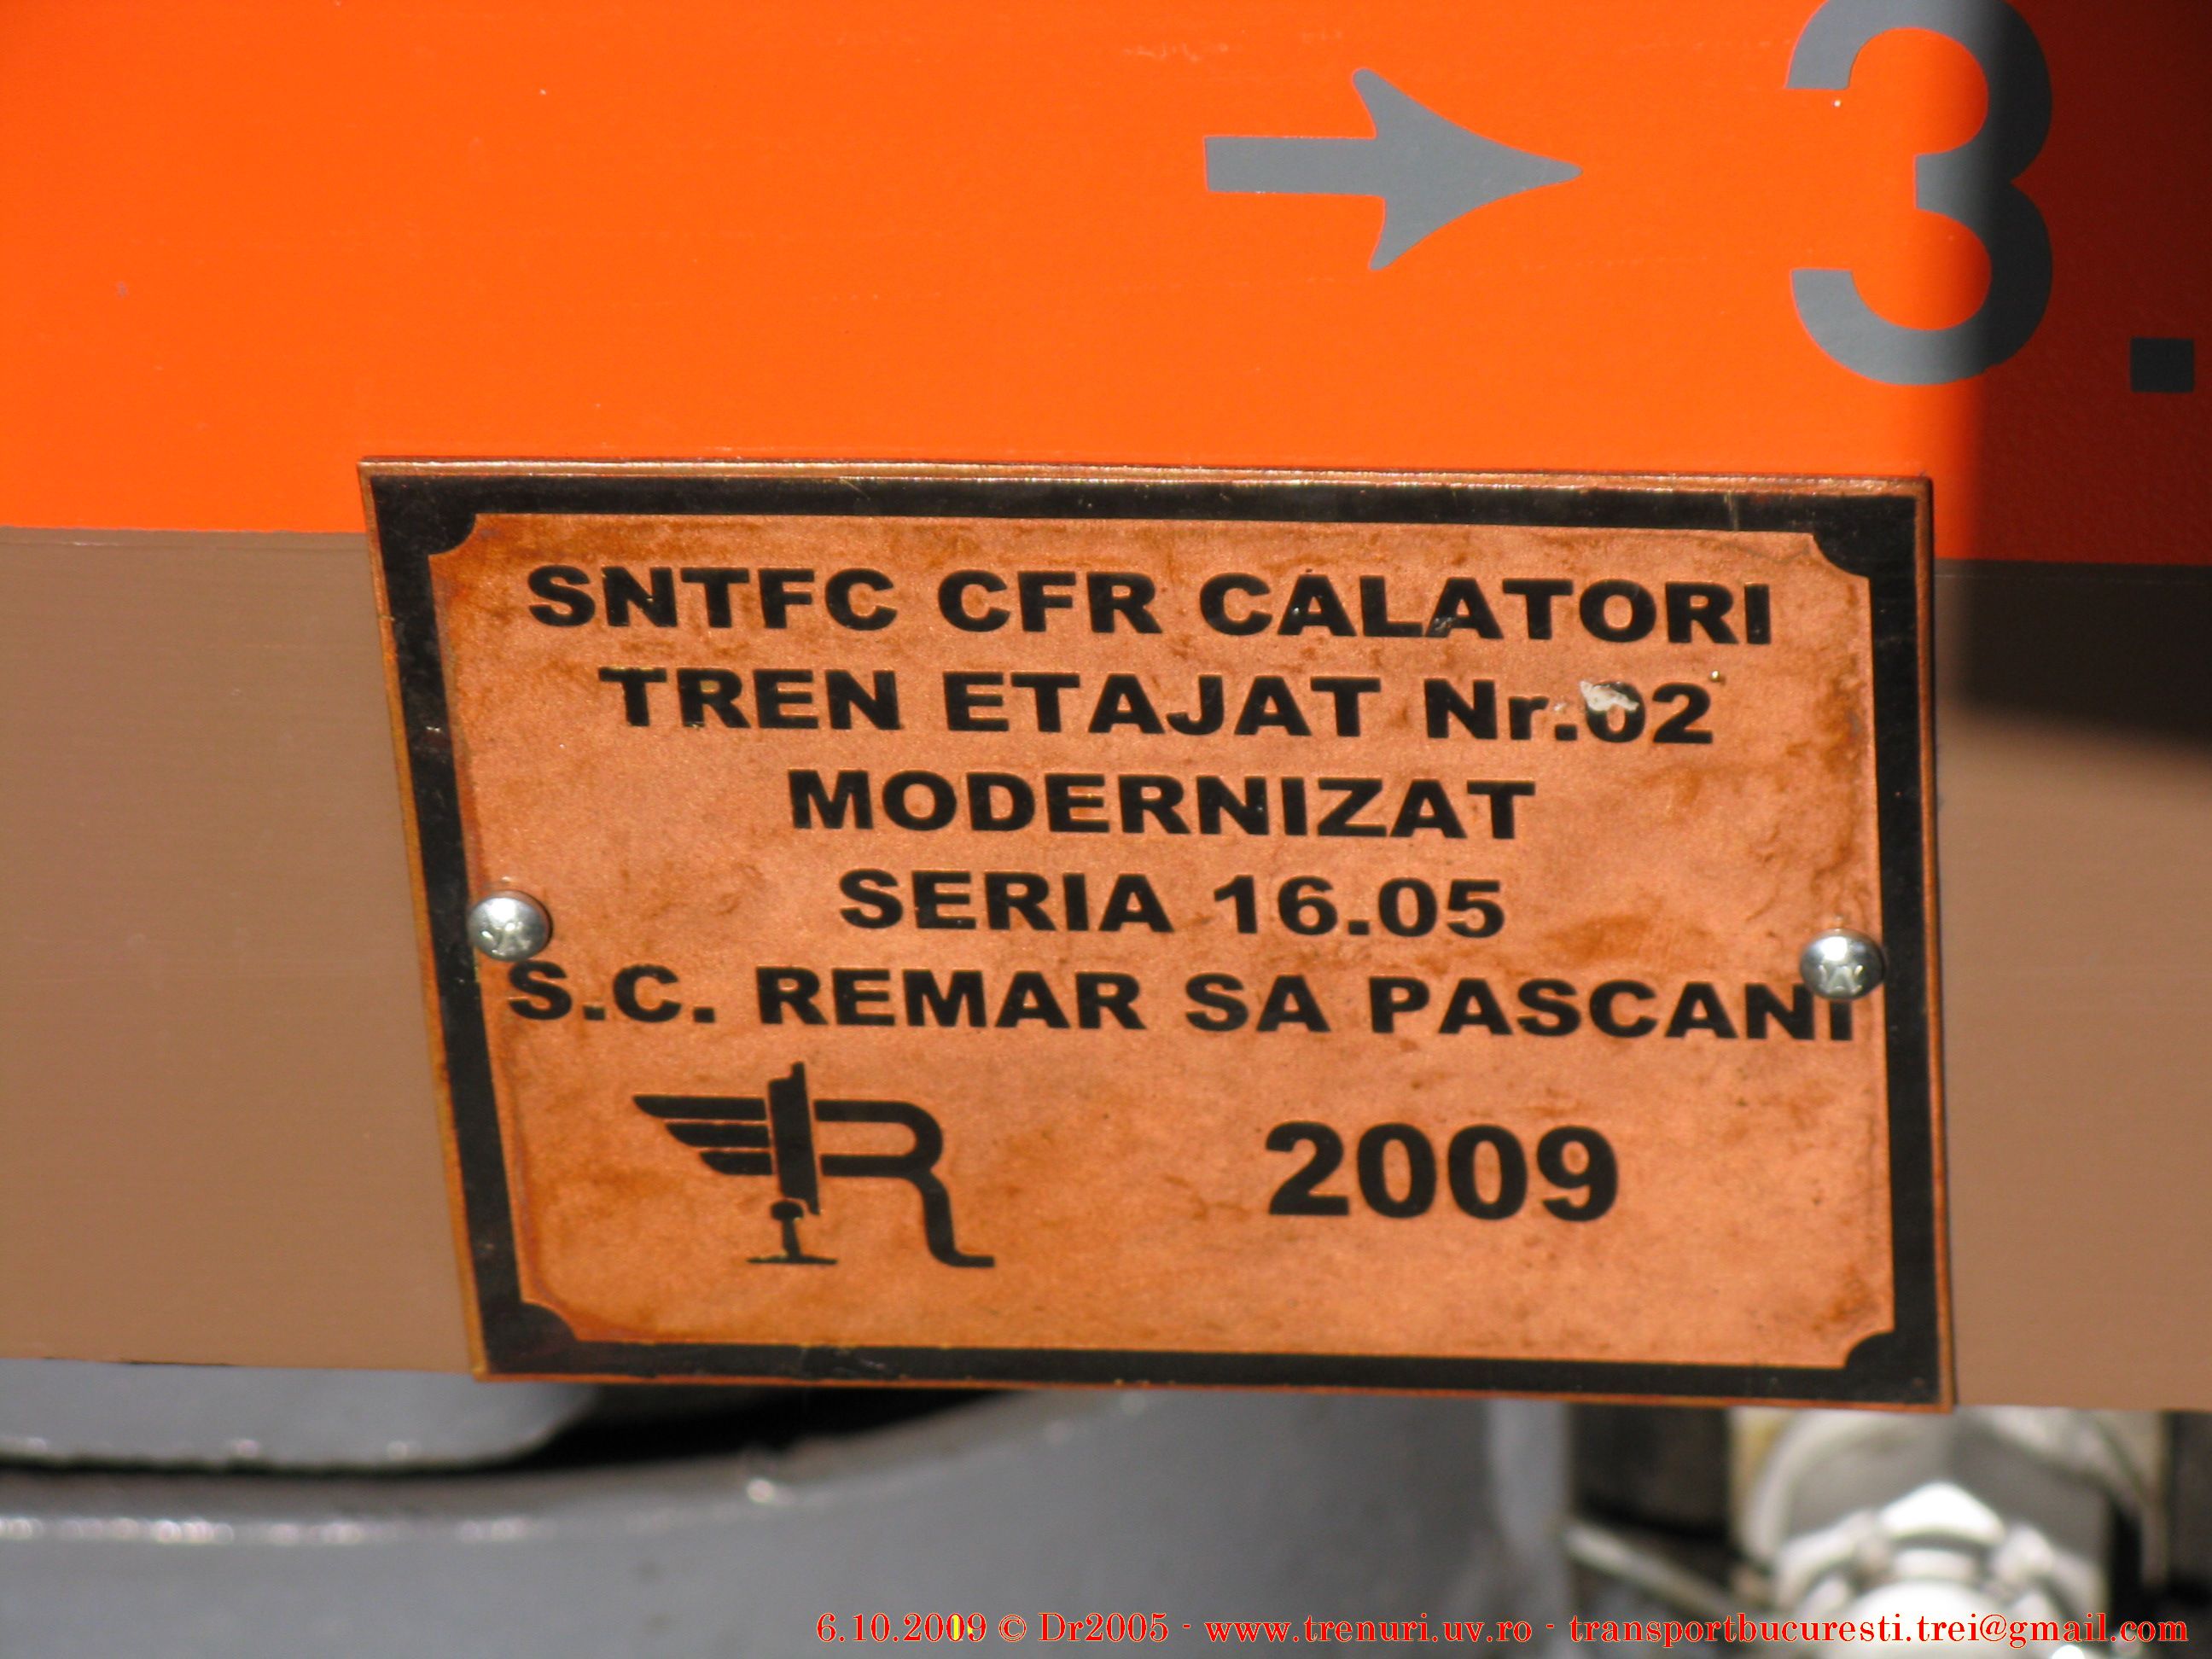 3.
SNTFC CFR CALATORI
TREN ETAJAT Nr.02
MODERNIZAT
SERIA 16.05
S.C. REMAR SA PASCANI
R
2009
6.10.2009 © Dr2005 - www.trenuri.uv.ro - transportbucuresti.trei@gmail.com